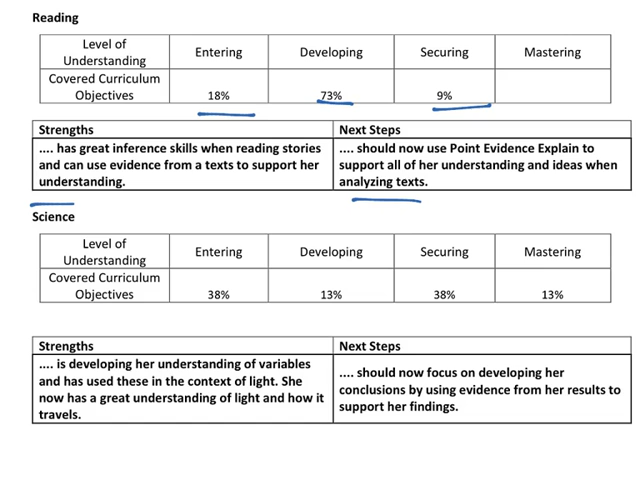 Reading
Level of Understanding Entering Developing Securing Mastering
Covered Curriculum Objectives 18% 73% 9%
Strengths
.... has great inference skills when reading stories
and can use evidence from a texts to support her
understanding.
Next Steps
.... should now use Point Evidence Explain to
support all of her understanding and ideas when
analyzing texts.
Science
Level of Understanding Entering Developing Securing Mastering
Covered Curriculum Objectives 38% 13% 38% 13%
Strengths
.... is developing her understanding of variables
and has used these in the context of light. She
now has a great understanding of light and how it
travels.
Next Steps
.... should now focus on developing her
conclusions by using evidence from her results to
support her findings.